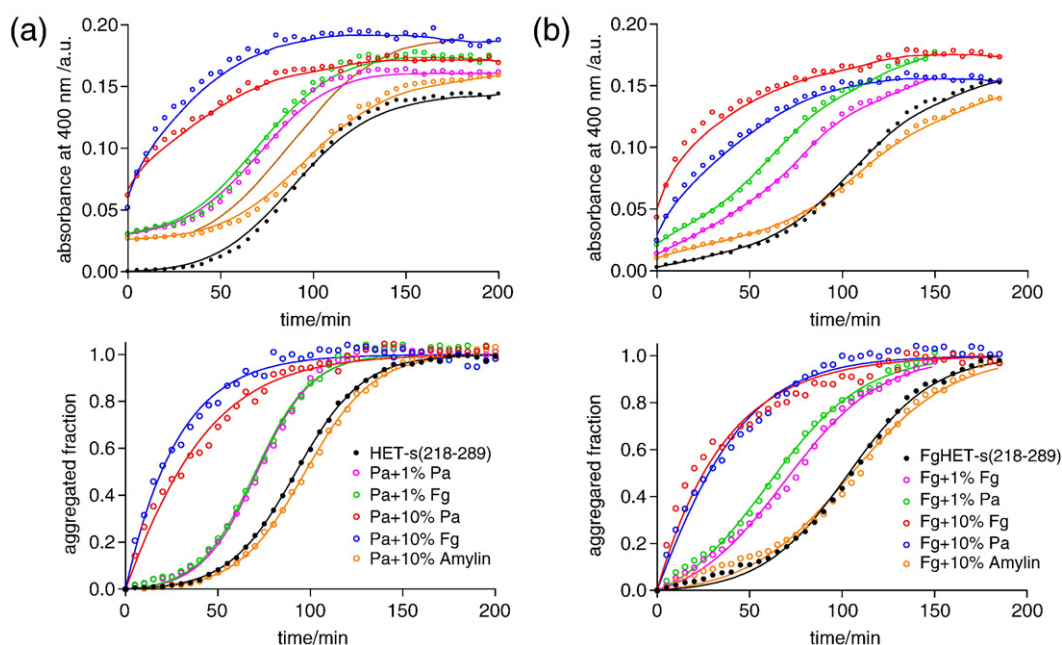 (a)
absorbance at 400 nm /a.u.
0.20
0.15
0.10
0.05
0.00
0 50 100 150 200
time/min
aggregated fraction
1.0
0.8
0.6
0.4
0.2
0.0
HET-s(218-289)
Pa+1% Pa
Pa+1% Fg
Pa+10% Pa
Pa+10% Fg
Pa+10% Amylin
0 50 100 150 200
time/min
(b)
absorbance at 400 nm /a.u.
0.20
0.15
0.10
0.05
0.00
0 50 100 150 200
time/min
aggregared fraction
1.0
0.8
0.6
0.4
0.2
0.0
FgHET-s(218-289)
Fg+1% Fg
Fg+1% Pa
Fg+10% Fg
Fg+10% Pa
Fg+10% Amylin
0 50 100 150 200
time/min